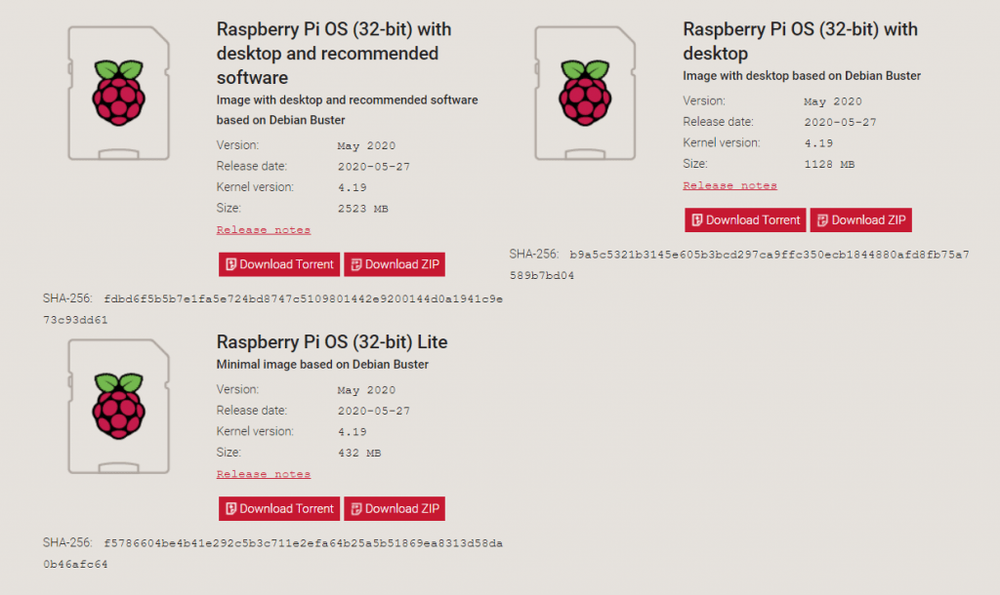 Raspberry Pi OS (32-bit) with
desktop and recommended
software
Image with desktop and recommended software
based on Debian Buster
Version: May 2020
Release date: 2020-05-27
Kernel version: 4.19
Size: 2523 MB
Release notes
Download Torrent Download ZIP
SHA-256: fdbd6f5b5b7e1fa5e724bd8747c5109801442e9200144d0a1941c9e
73c93dd61
Raspberry Pi OS (32-bit) with
desktop
Image with desktop based on Debian Buster
Version: May 2020
Release date: 2020-05-27
Kernel version: 4.19
Size: 1128 MB
Release notes
Download Torrent Download ZIP
SHA-256: b9a5c5321b3145e605b3bcd297ca9ffc350ecb1844880afd8fb75a7
589b7bd04
Raspberry Pi OS (32-bit) Lite
Minimal image based on Debian Buster
Version: May 2020
Release date: 2020-05-27
Kernel version: 4.19
Size: 432 MB
Release notes
Download Torrent Download ZIP
SHA-256: f5786604be4b41e292c5b3c711e2efa64b25a5b51869ea8313d58da
0b46afc64